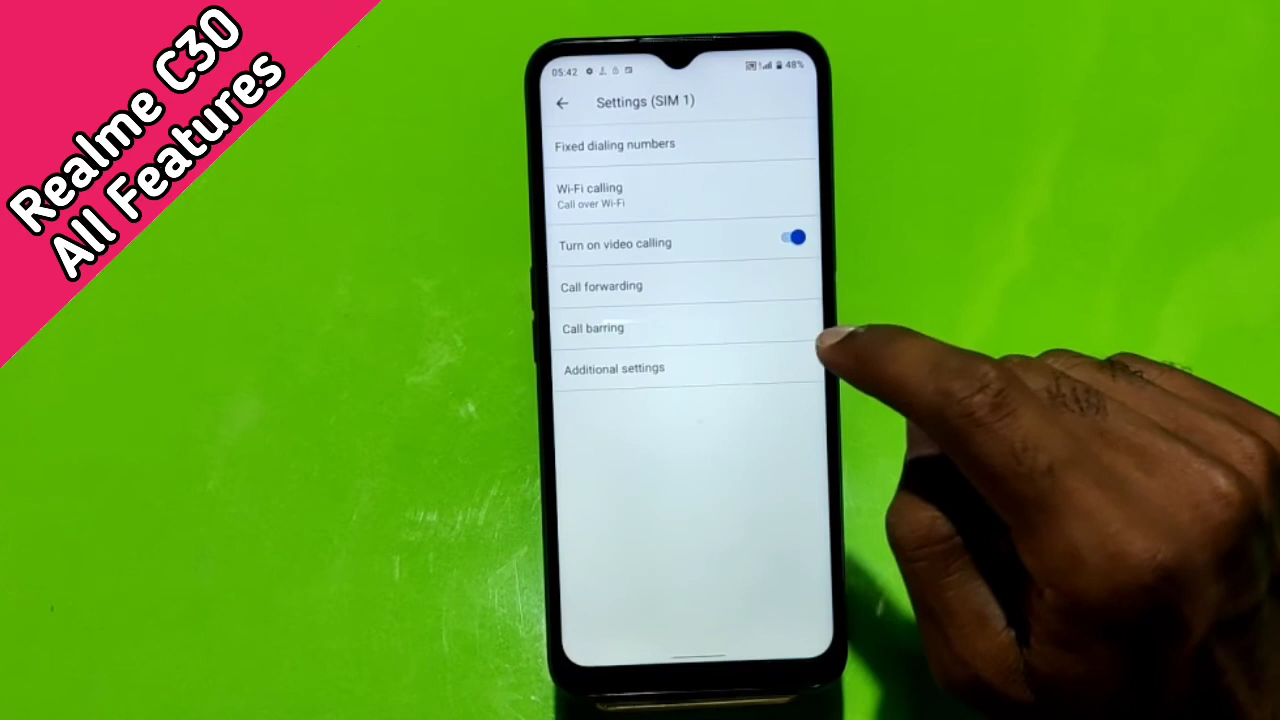 Realme C30
All Features
05:42
48%
Settings (SIM 1)
Fixed dialing numbers
Wi-Fi calling
Call over Wi-Fi
Turn on video calling
Call forwarding
Call barring
Additional settings